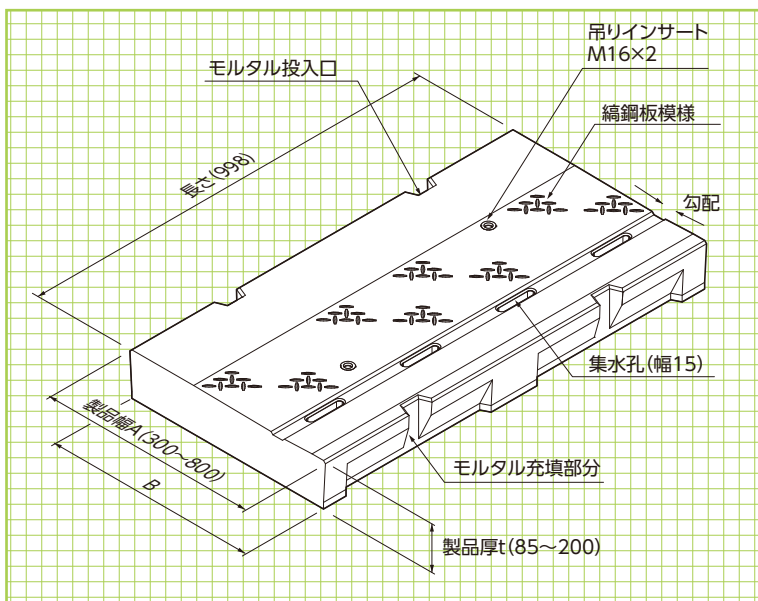 吊りインサート
M16×2
モルタル投入口
縞鋼板模様
長さ(998)
勾配
集水孔(幅15)
製品幅A(300～800)
モルタル充填部分
B
製品厚t(85～200)